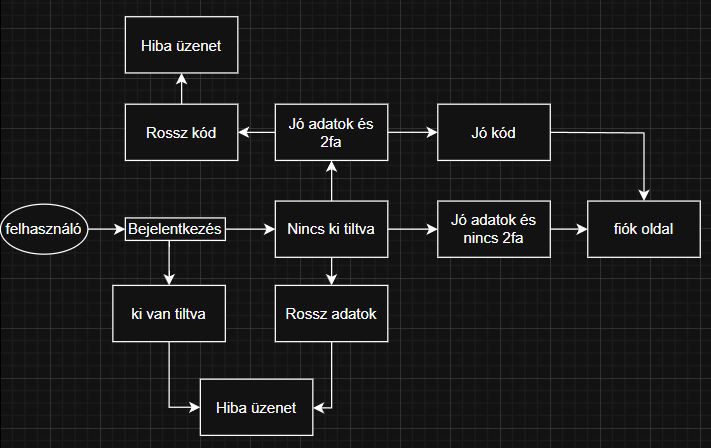 Hiba üzenet
Rossz kód
Jó adatok és
2fa
Jó kód
felhasználó
Bejelentkezés
Nincs ki tiltva
Jó adatok és
nincs 2fa
fiók oldal
ki van tiltva
Rossz adatok
Hiba üzenet